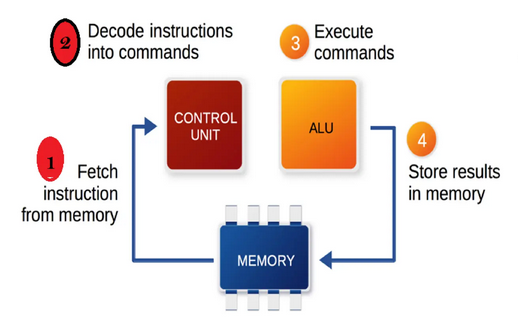 2 Decode instructions
into commands
3 Execute
commands
CONTROL
UNIT
ALU
1 Fetch
instruction
from memory
4
Store results
in memory
MEMORY